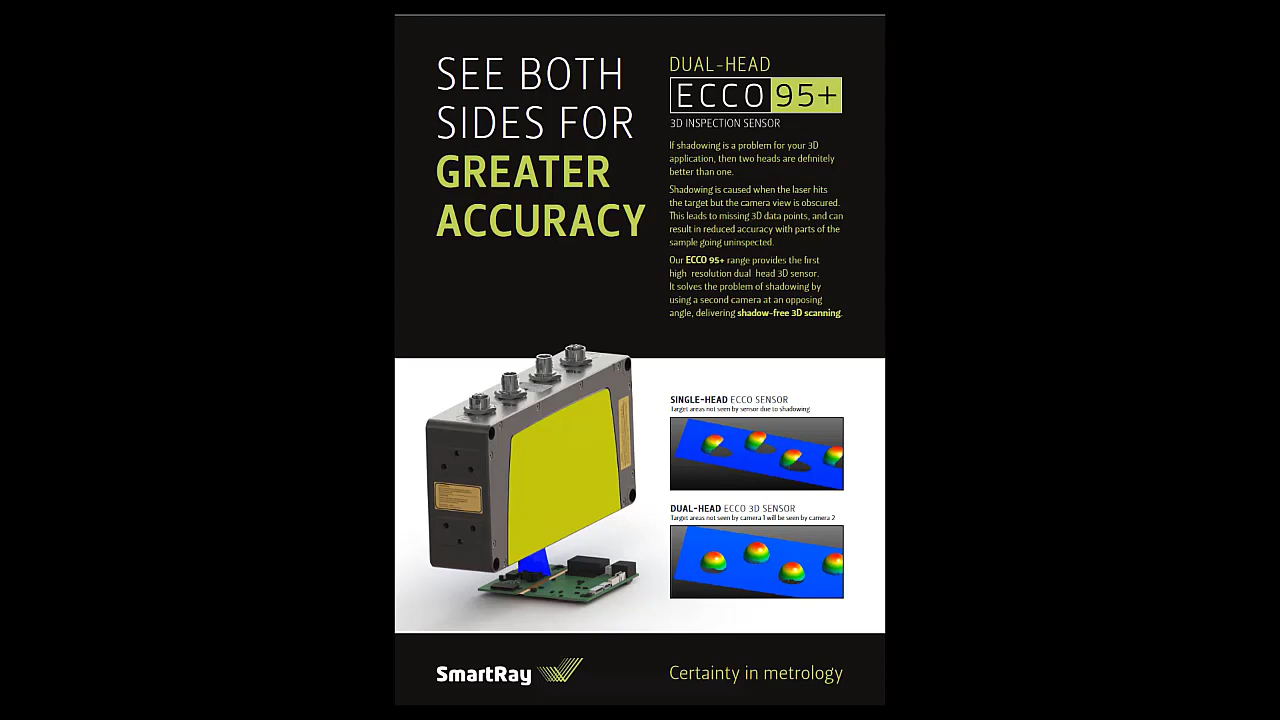 SEE BOTH
SIDES FOR
GREATER
ACCURACY
DUAL-HEAD
ECCO 95+
3D INSPECTION SENSOR
If shadowing is a problem for your 3D
application, then two heads are definitely
better than one.
Shadowing is caused when the laser hits
the target but the camera view is obscured.
This leads to missing 3D data points, and can
result in reduced accuracy with parts of the
sample going uninspected.
Our ECCO 95+ range provides the first
high resolution dual head 3D sensor.
It solves the problem of shadowing by
using a second camera at an opposing
angle, delivering shadow-free 3D scanning.
SINGLE-HEAD ECCO SENSOR
Target areas not seen by sensor due to shadowing
DUAL-HEAD ECCO 3D SENSOR
Target areas not seen by camera 1 will be seen by camera 2
SmartRay
Certainty in metrology